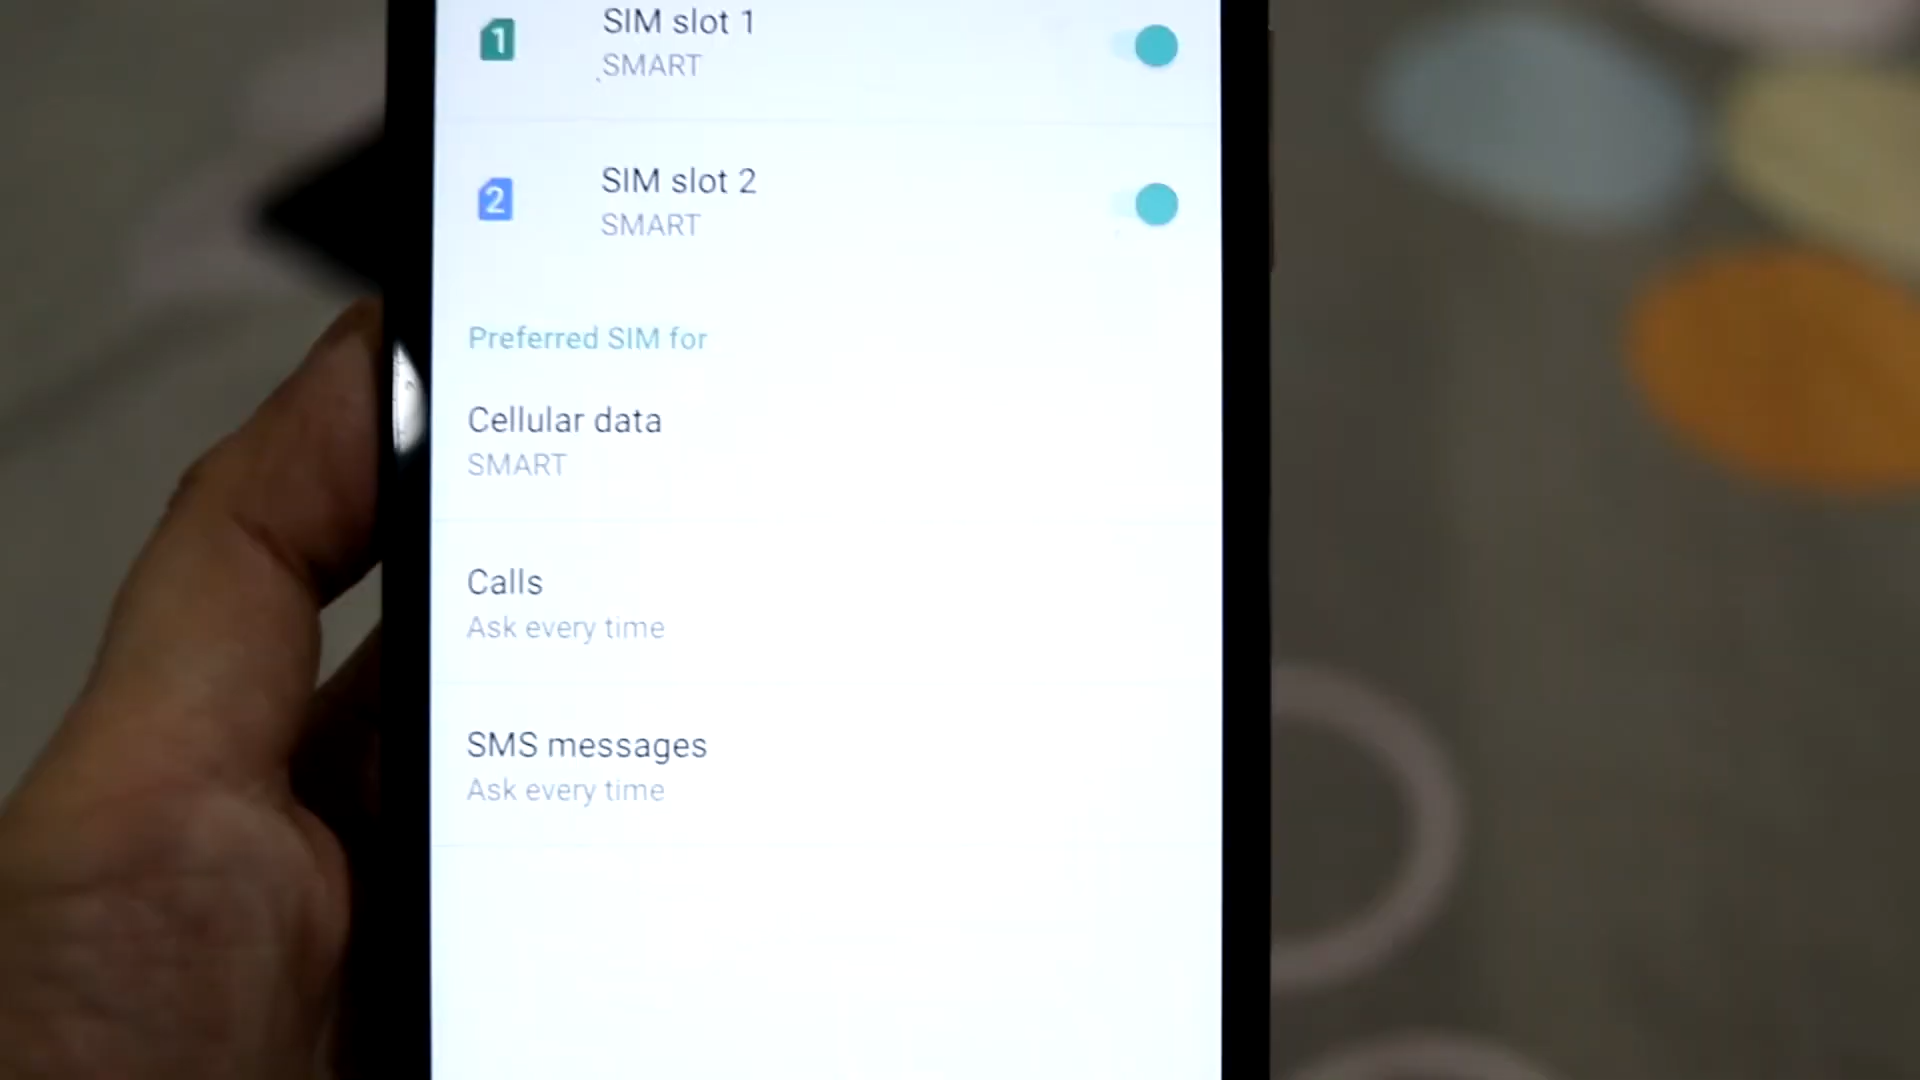 1
SIM slot 1
SMART
2
SIM slot 2
SMART
Preferred SIM for
Cellular data
SMART
Calls
Ask every time
SMS messages
Ask every time